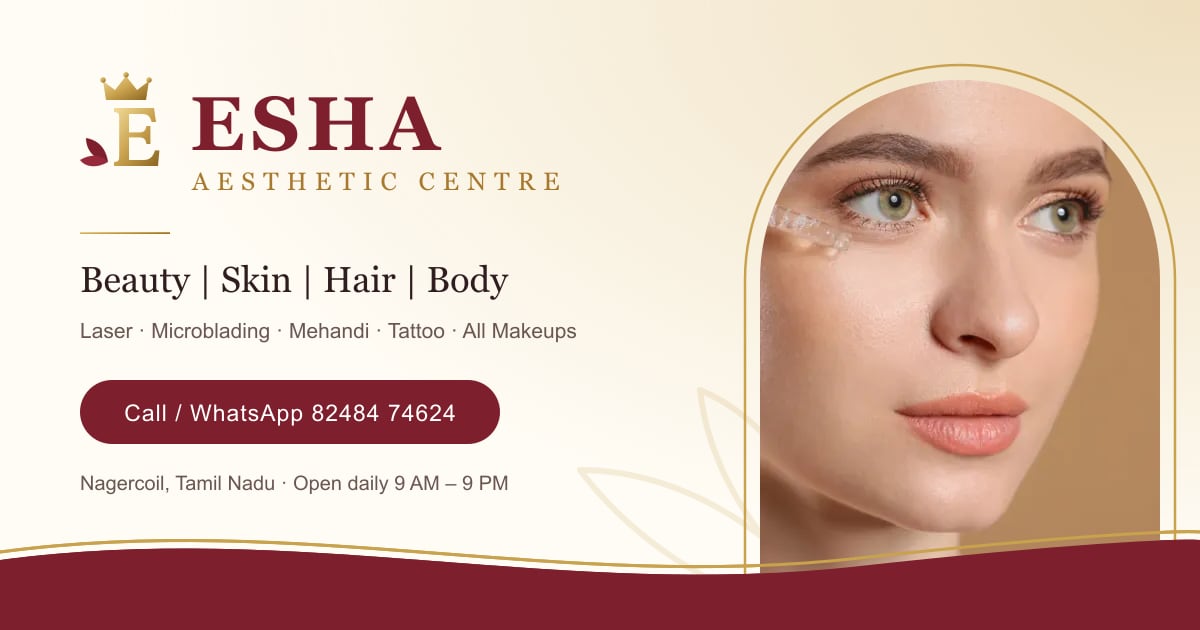 E
ESHA
AESTHETIC CENTRE
Beauty | Skin | Hair | Body
Laser · Microblading · Mehandi · Tattoo · All Makeups
Call / WhatsApp 82484 74624
Nagercoil, Tamil Nadu · Open daily 9 AM – 9 PM